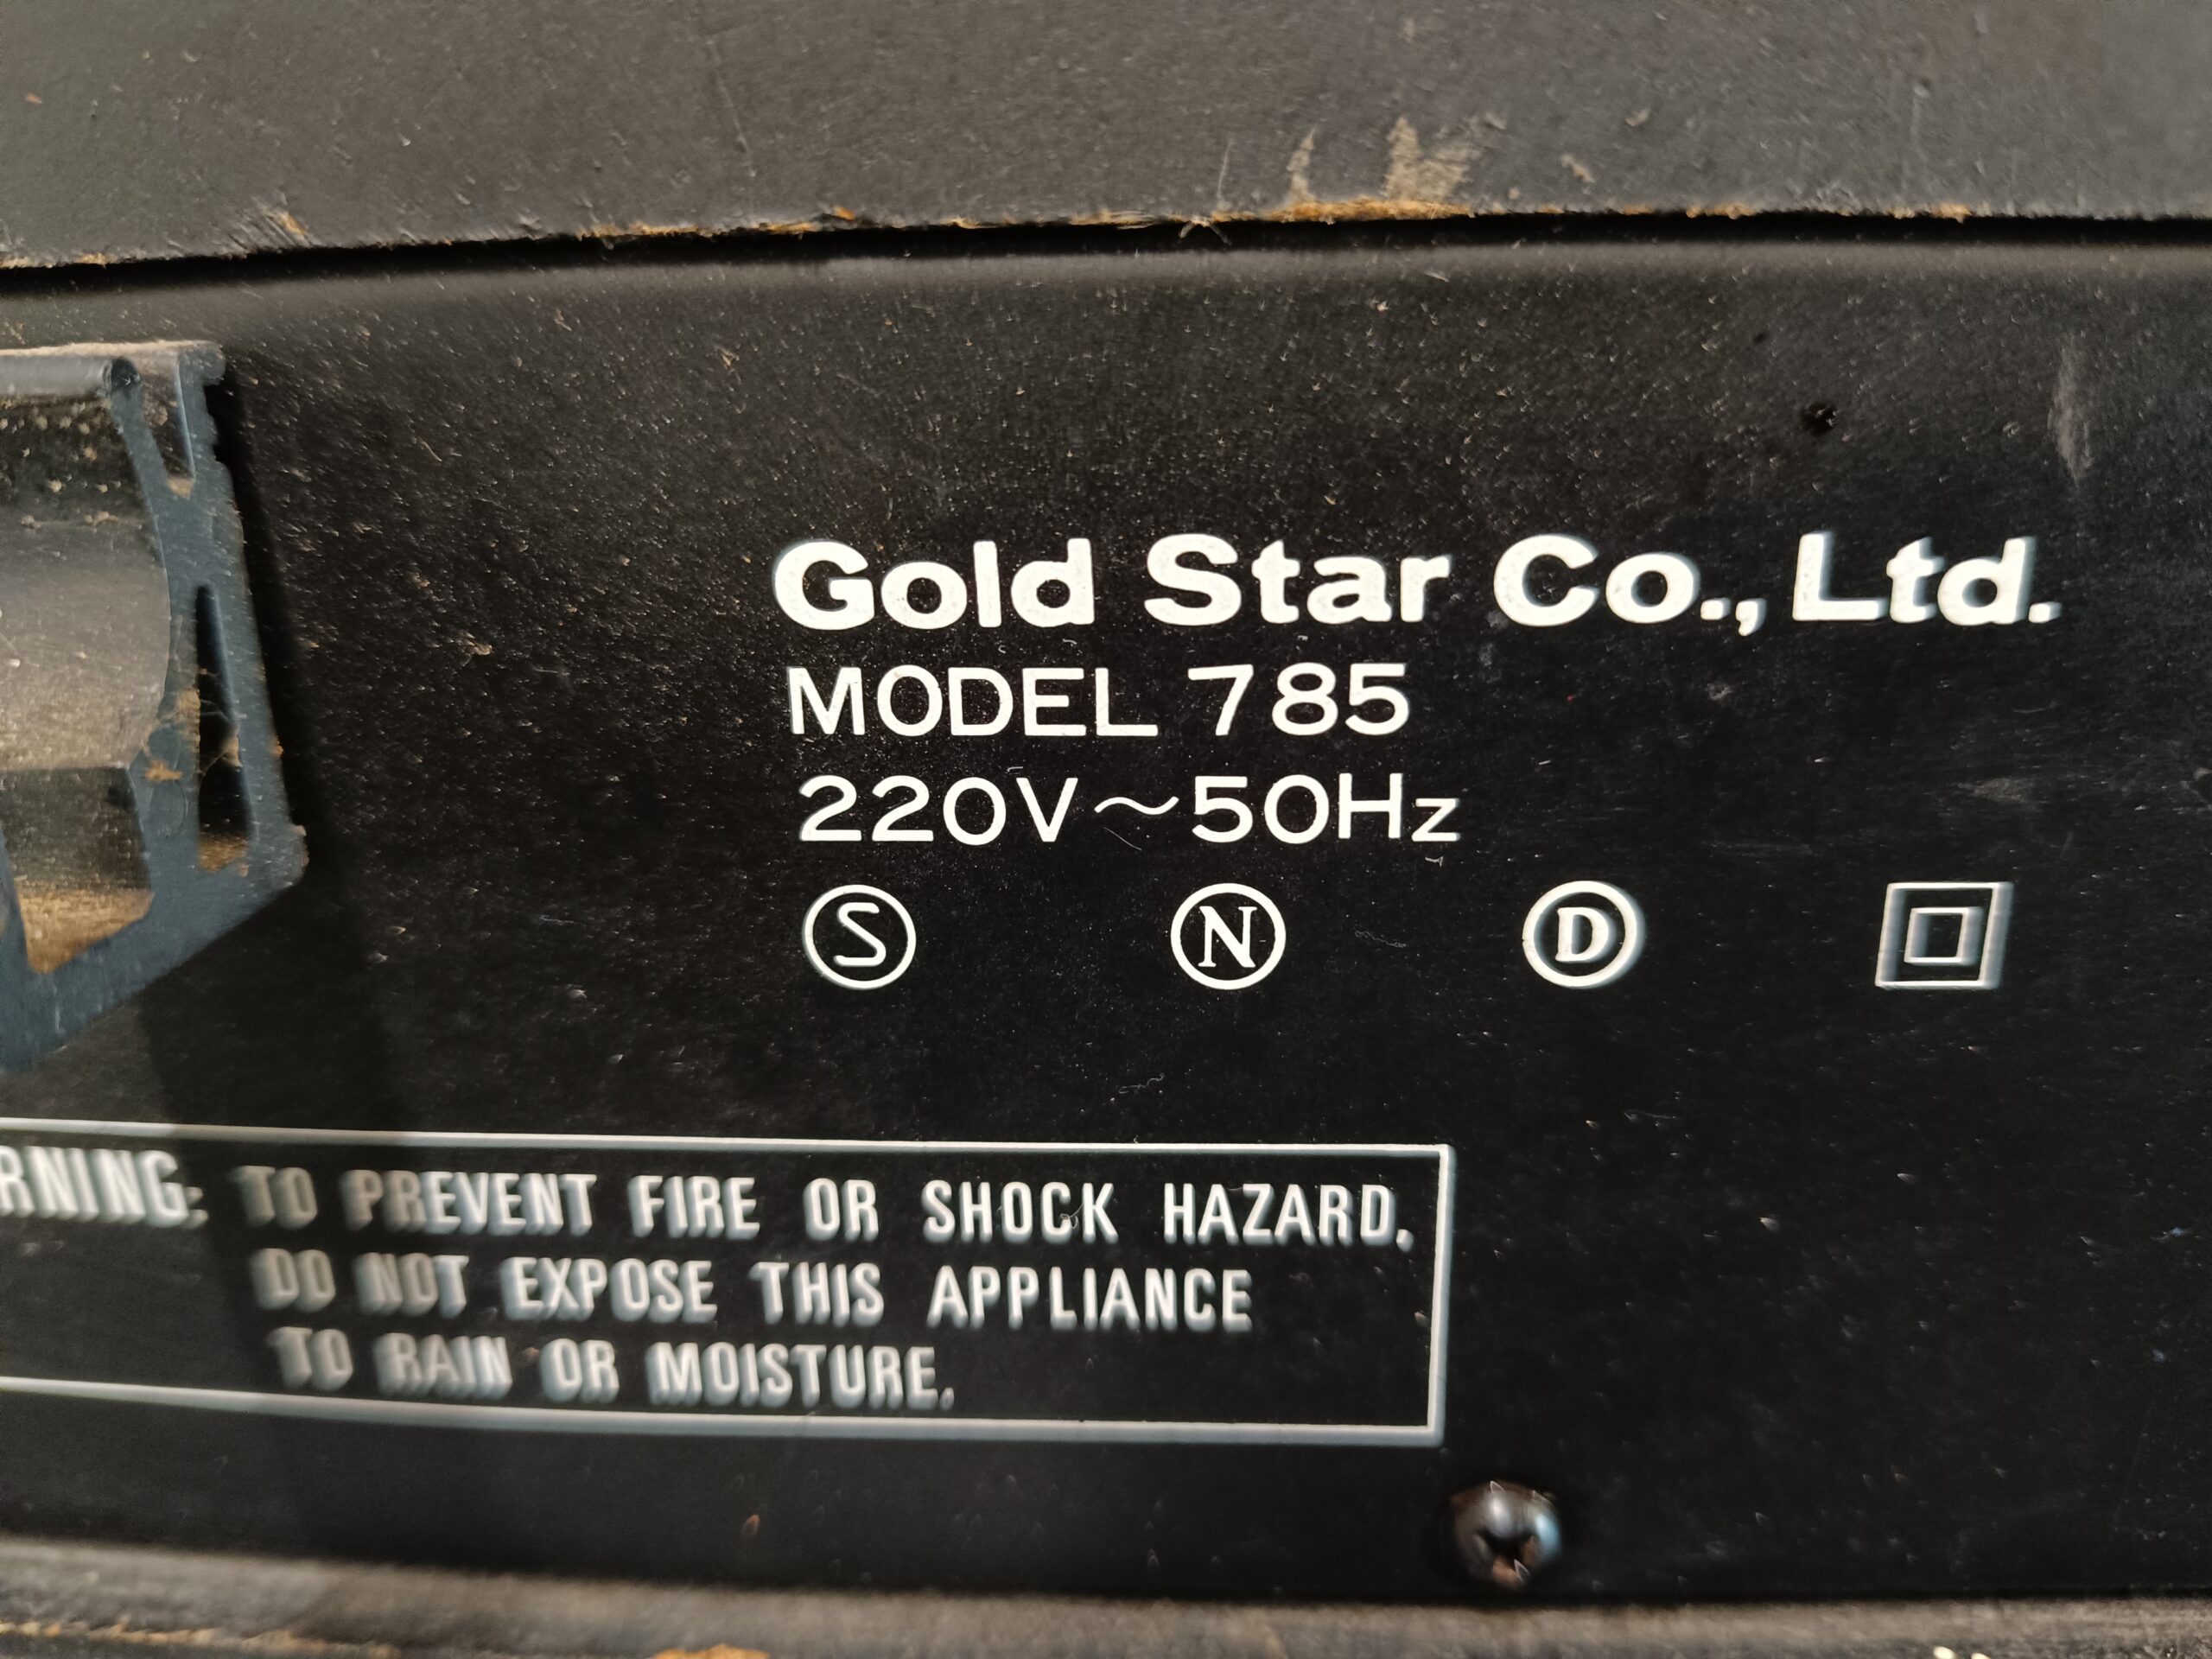 Gold Star Co., Ltd.
MODEL 785
220V~50Hz
S N D
RNING: TO PREVENT FIRE OR SHOCK HAZARD,
DO NOT EXPOSE THIS APPLIANCE
TO RAIN OR MOISTURE.